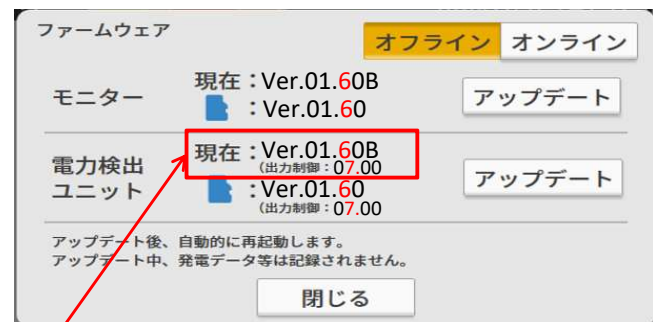 ファームウェア
オフライン オンライン
モニター
現在：Ver.01.60B
：Ver.01.60
アップデート
電力検出
ユニット
現在：Ver.01.60B
(出力制御：07.00
：Ver.01.60
(出力制御：07.00
アップデート
アップデート後、自動的に再起動します。
アップデート中、発電データ等は記録されません。
閉じる